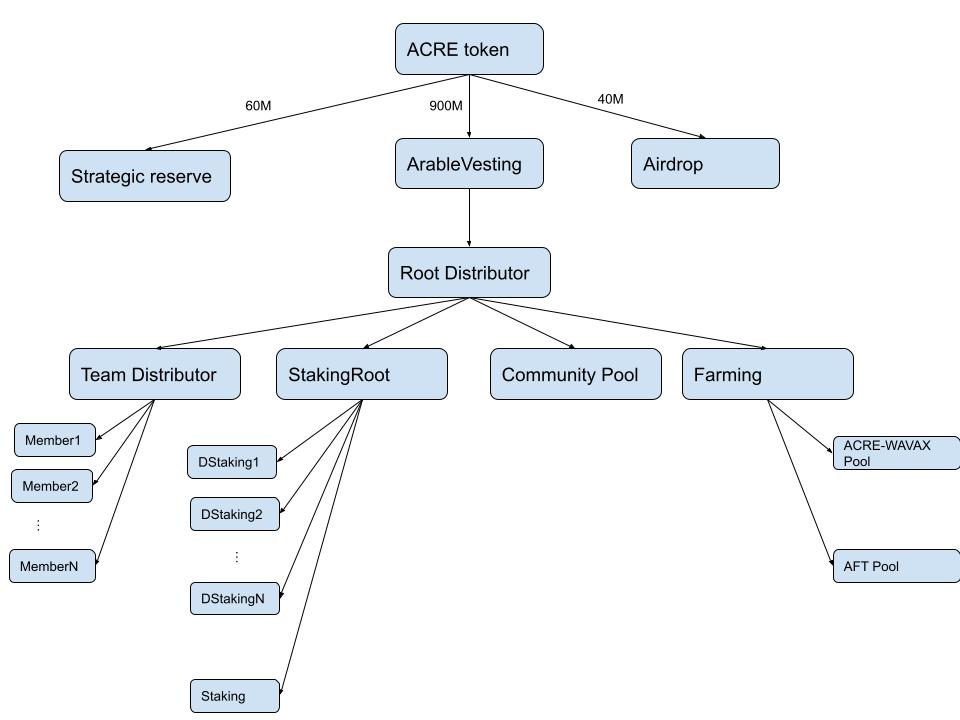 ACRE token
60M
900M
40M
Strategic reserve
ArableVesting
Airdrop
Root Distributor
Team Distributor
StakingRoot
Community Pool
Farming
Member1
Member2
⋮
MemberN
DStaking1
DStaking2
⋮
DStakingN
Staking
ACRE-WAVAX
Pool
AFT Pool